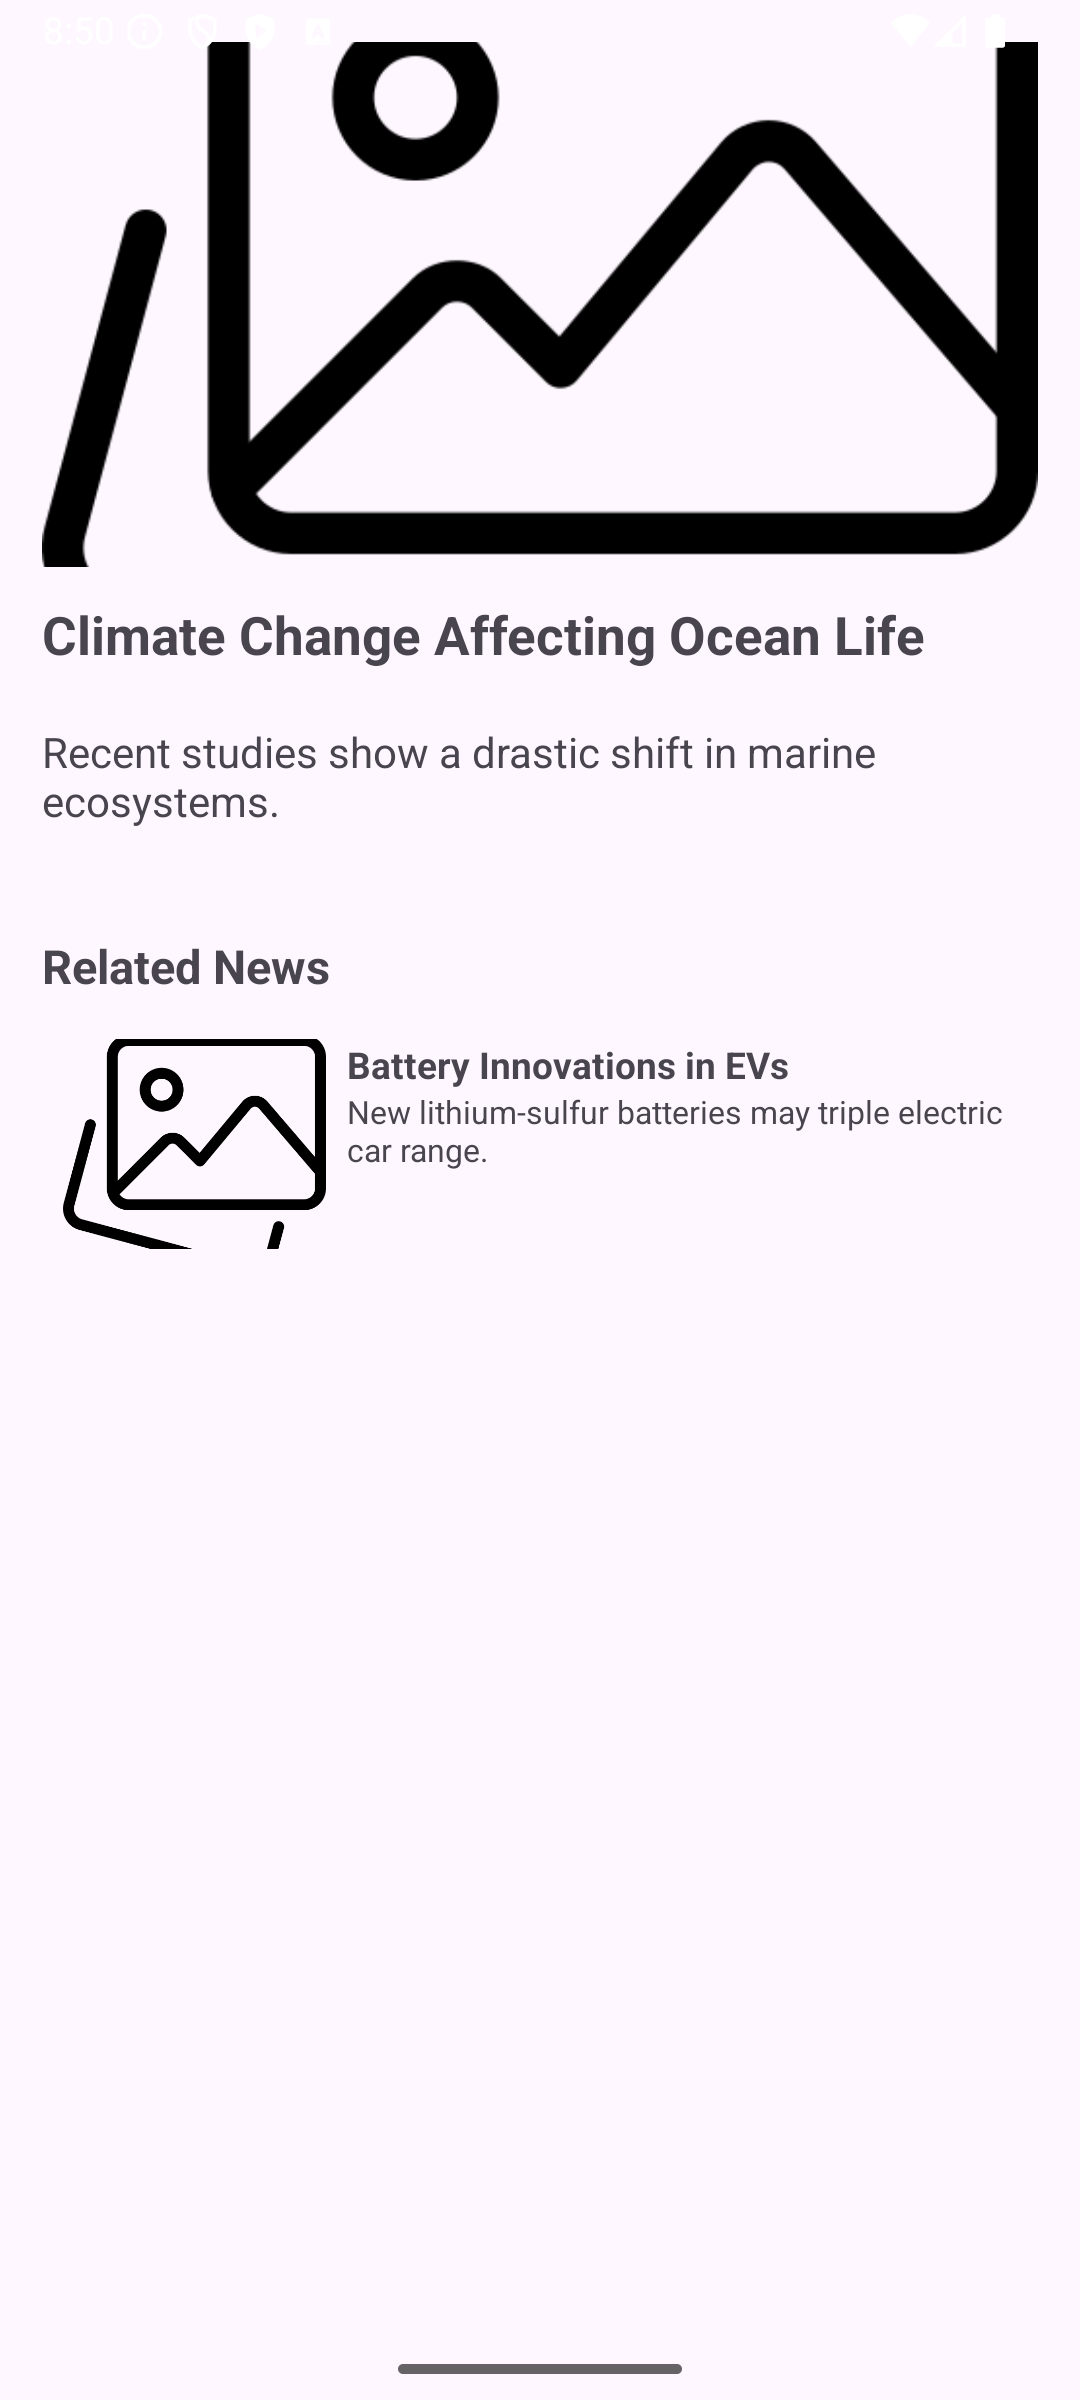 8:50
Climate Change Affecting Ocean Life
Recent studies show a drastic shift in marine
ecosystems.
Related News
Battery Innovations in EVs
New lithium-sulfur batteries may triple electric
car range.